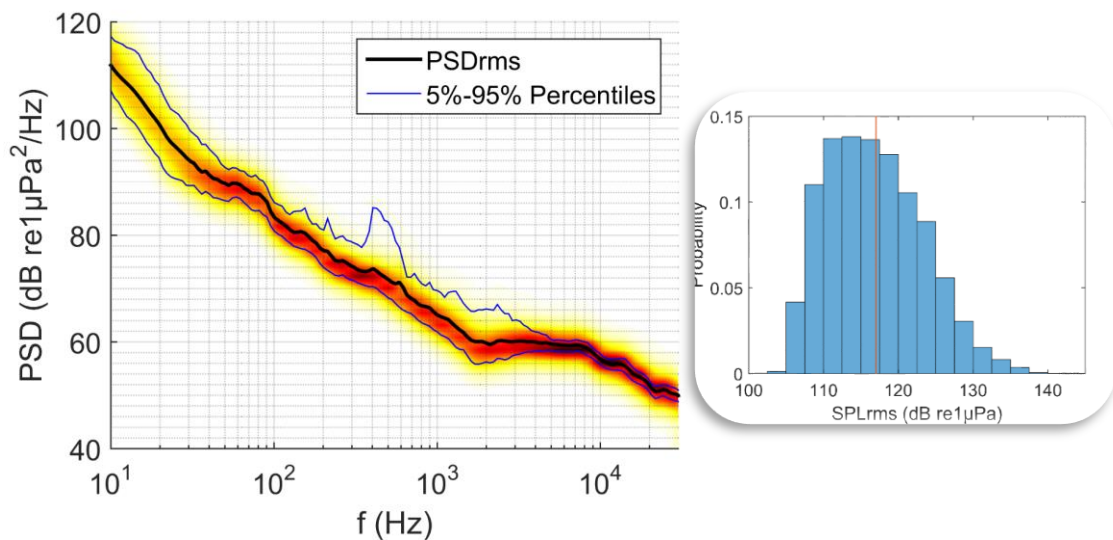 120
100
80
60
40
PSD (dB re1µPa²/Hz)
10¹ 10² 10³ 10⁴
f (Hz)
PSDrms
5%-95% Percentiles
0.15
0.1
0.05
0
Probability
100 110 120 130 140
SPLrms (dB re1µPa)